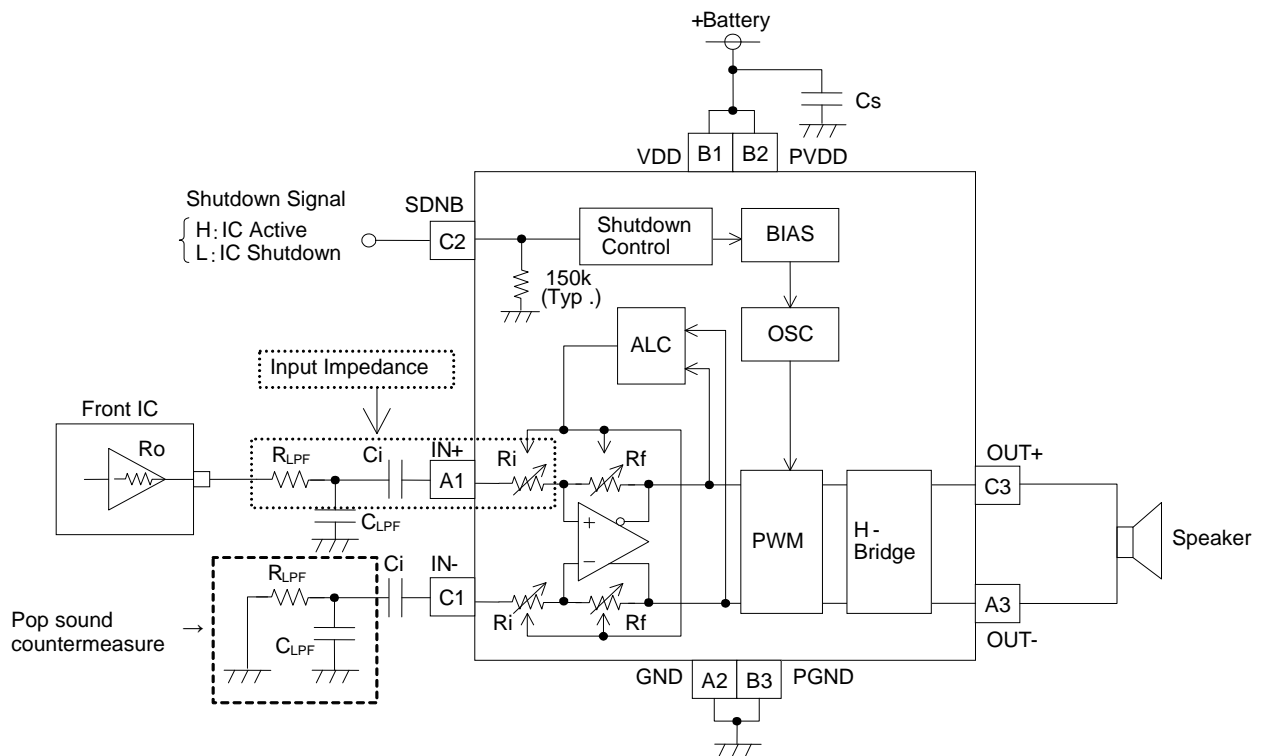 +Battery
Cs
VDD
B1
B2
PVDD
Shutdown Signal
H:IC Active
L:IC Shutdown
SDNB
C2
Shutdown
Control
BIAS
150k
(Typ .)
ALC
OSC
Input Impedance
Front IC
Ro
RLPF
Ci
IN+
A1
Ri
Rf
CLPF
+
−
PWM
H-
Bridge
OUT+
C3
Speaker
RLPF
Ci
IN-
C1
Ri
Rf
A3
OUT-
Pop sound
countermeasure
→
CLPF
GND
A2
B3
PGND